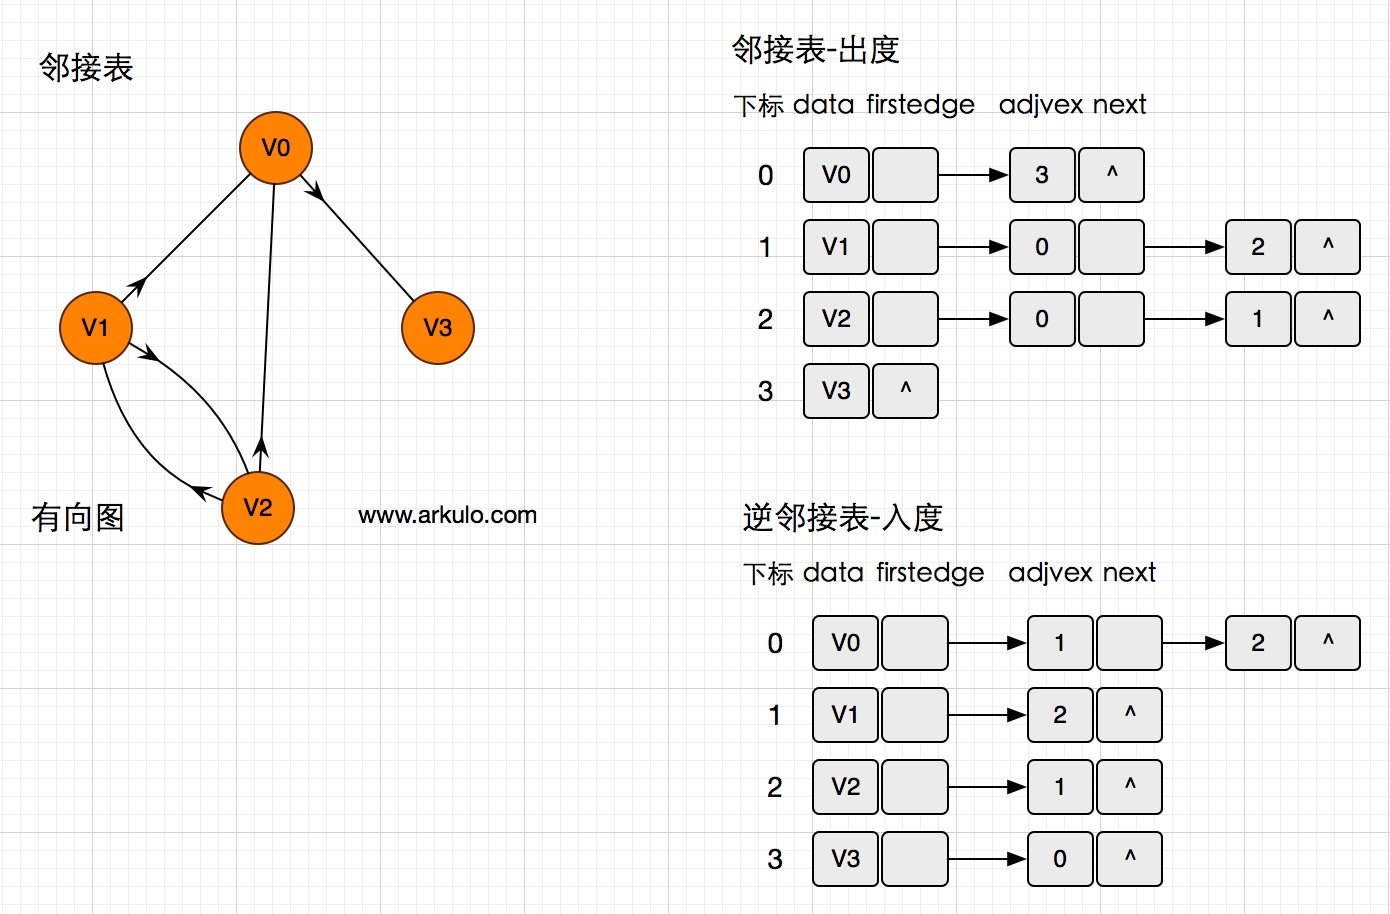 邻接表
V0
V1
V3
V2
有向图
www.arkulo.com
邻接表-出度
下标 data firstedge adjvex next
0 V0 3 ^
1 V1 0 2 ^
2 V2 0 1 ^
3 V3 ^
逆邻接表-入度
下标 data firstedge adjvex next
0 V0 1 2 ^
1 V1 2 ^
2 V2 1 ^
3 V3 0 ^